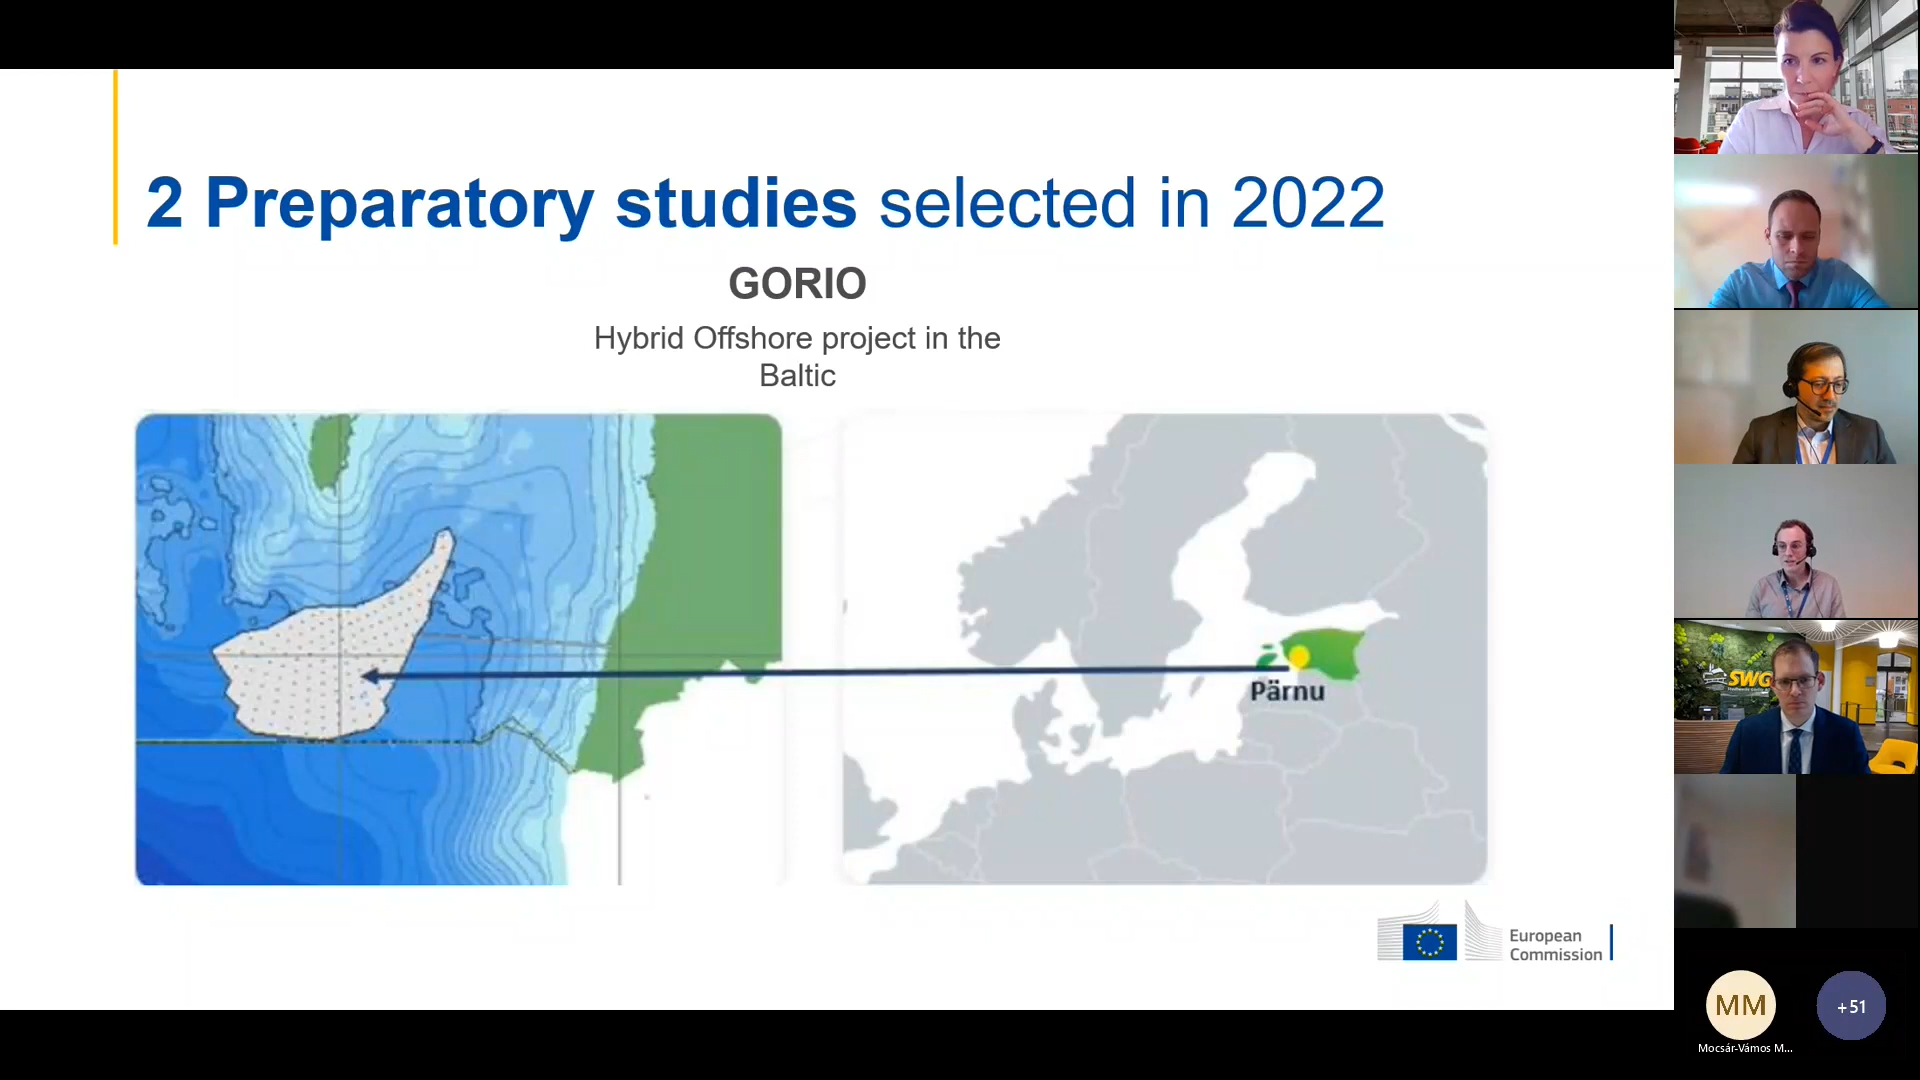 2 Preparatory studies selected in 2022
GORIO
Hybrid Offshore project in the
Baltic
Pärnu
European
Commission
SWG
MM
+51
Mocsár-Vámos M...